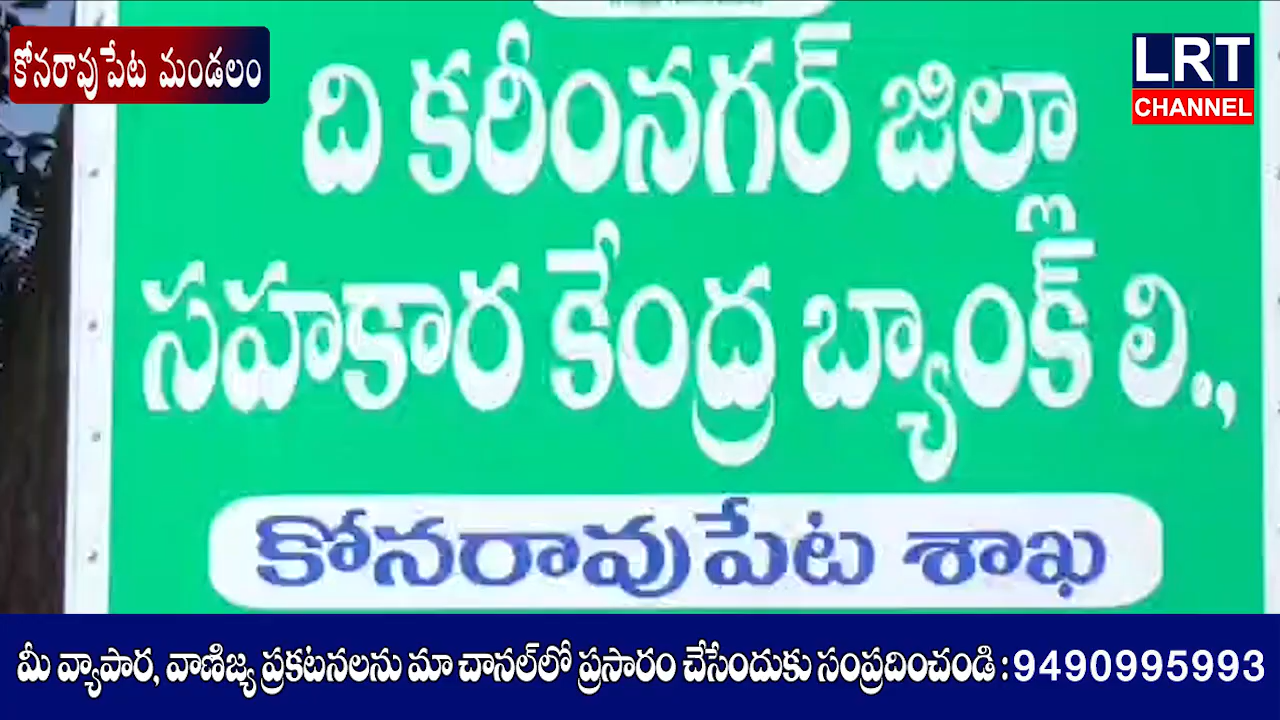 కోనరావుపేట మండలం
LRT
CHANNEL
ది కరీంనగర్ జిల్లా
సహకార కేంద్ర బ్యాంక్ లి.,
కోనరావుపేట శాఖ
మీ వ్యాపార, వాణిజ్య ప్రకటనలను మా చానల్‌లో ప్రసారం చేసేందుకు సంప్రదించండి : 9490995993